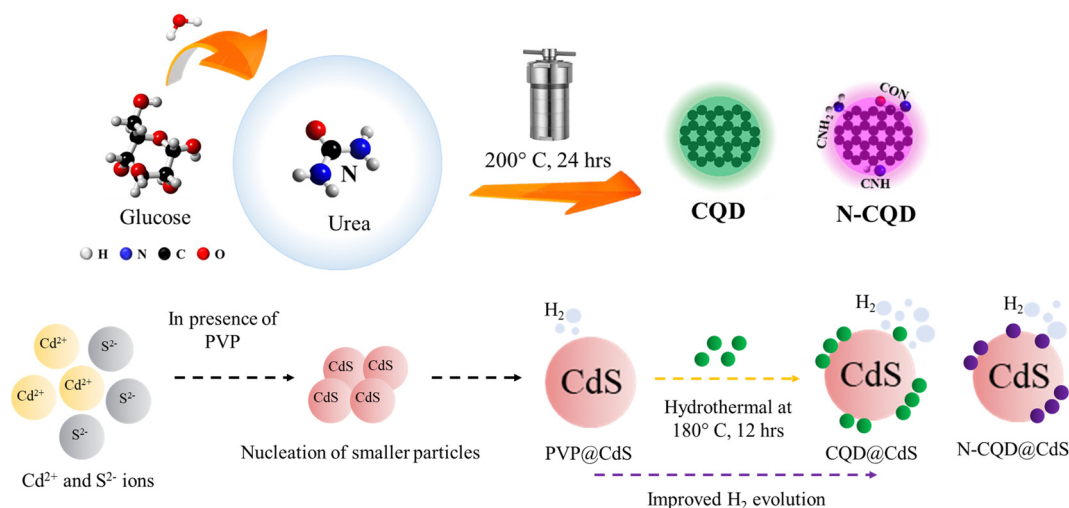 200° C, 24 hrs
CON
CNH₂
CNH
N
Glucose
Urea
CQD
N-CQD
H N C O
In presence of
PVP
H₂
H₂
H₂
Cd²⁺
S²⁻
Cd²⁺
Cd²⁺
S²⁻
S²⁻
CdS
CdS
CdS
CdS
CdS
CdS
CdS
Hydrothermal at
180° C, 12 hrs
Nucleation of smaller particles
PVP@CdS
CQD@CdS
N-CQD@CdS
Cd²⁺ and S²⁻ ions
Improved H₂ evolution